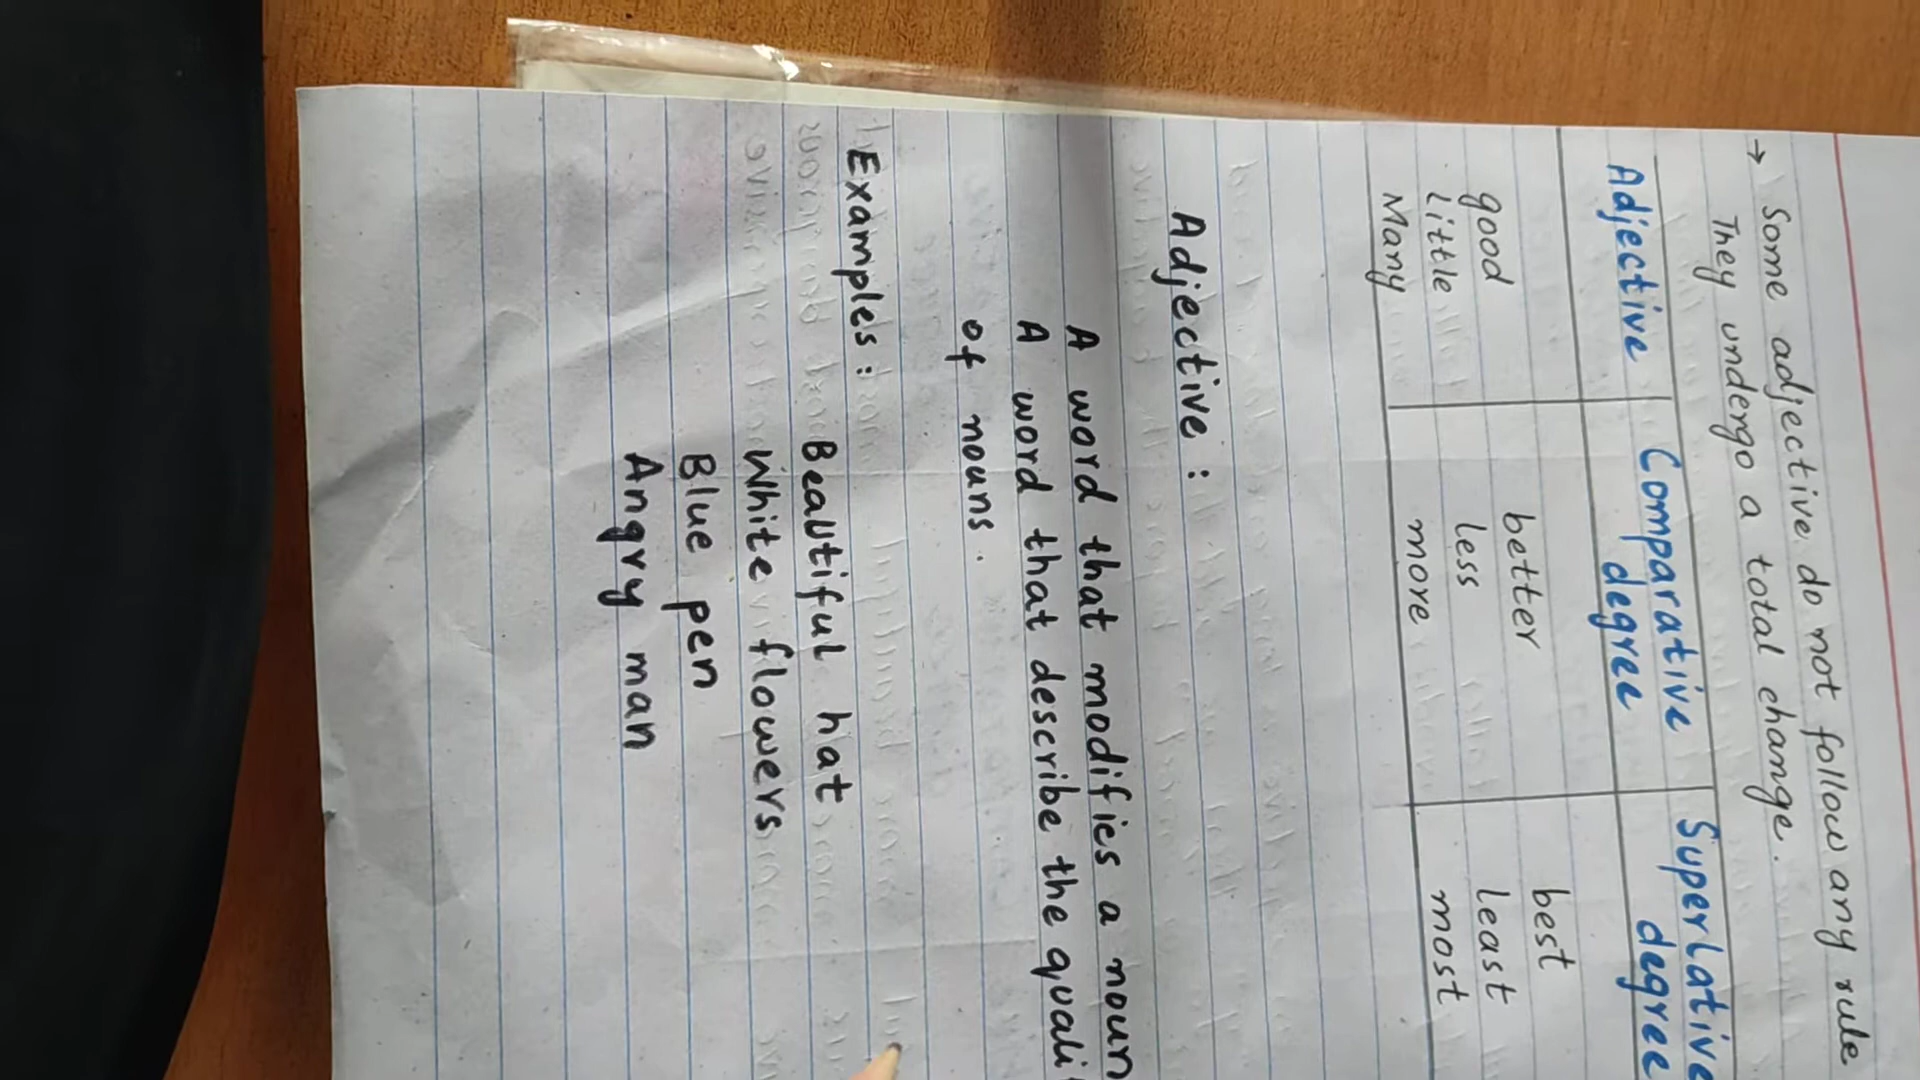 → Some adjective do not follow any rule
They undergo a total change.
Adjective Comparative degree Superlative degree
good better best
little less least
Many more most
Adjective :
A word that modifies a noun
A word that describe the
of nouns.
Examples : Beautiful hat
White flowers
Blue pen
Angry man